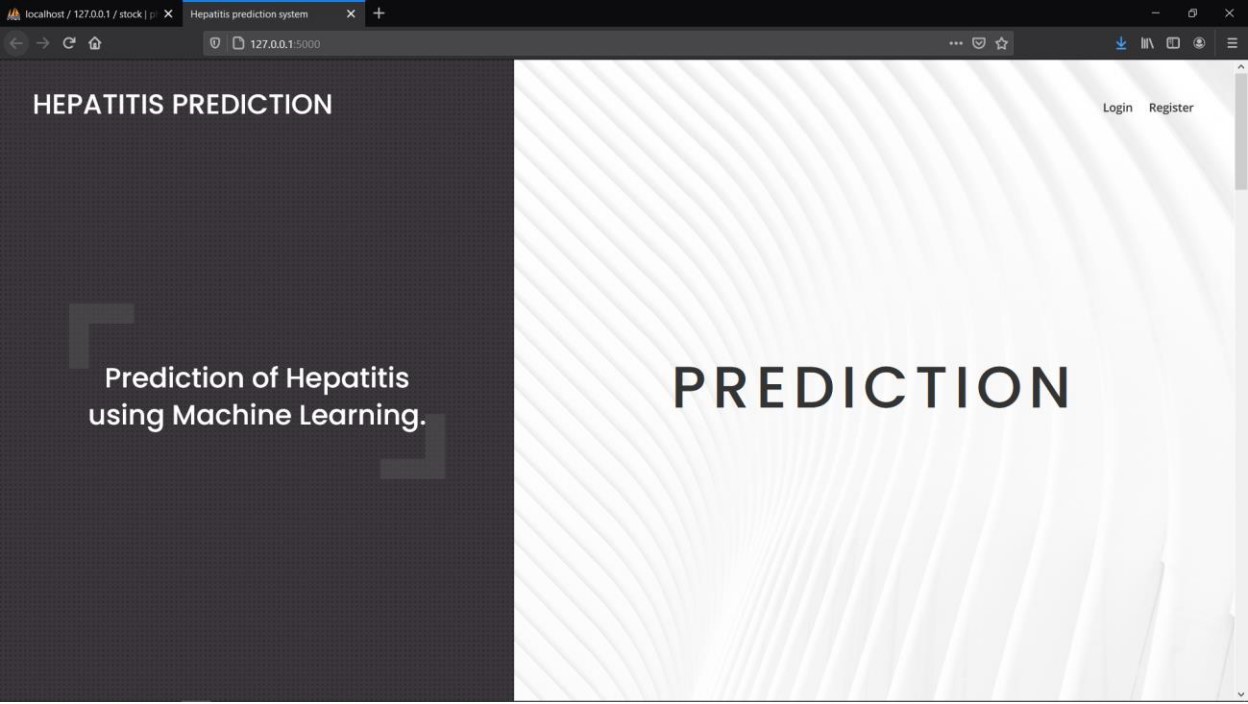 localhost / 127.0.0.1 / stock | p
Hepatitis prediction system
127.0.0.1:5000
HEPATITIS PREDICTION
Login Register
Prediction of Hepatitis
using Machine Learning.
PREDICTION